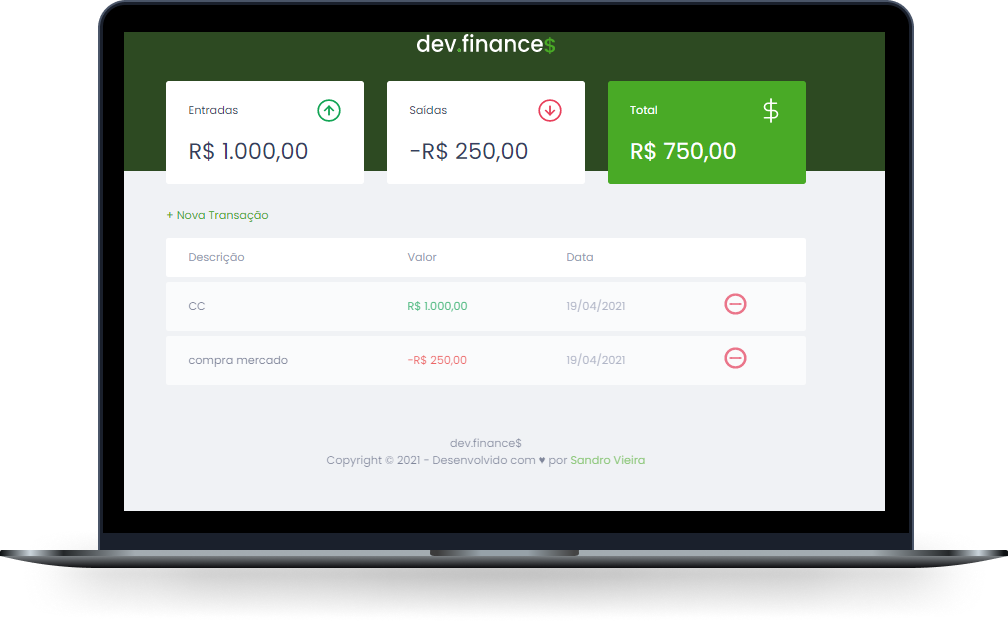 dev.finance$
Entradas
R$ 1.000,00
Saídas
-R$ 250,00
Total
$
R$ 750,00
+ Nova Transação
Descrição Valor Data
CC R$ 1.000,00 19/04/2021
compra mercado -R$ 250,00 19/04/2021
dev.finance$
Copyright © 2021 - Desenvolvido com ♥ por Sandro Vieira